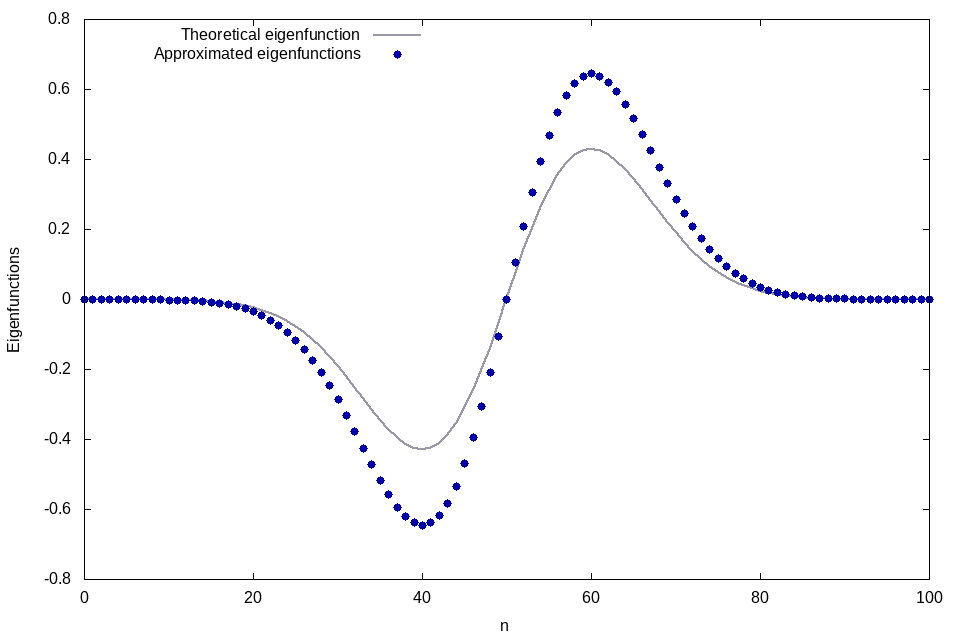 Theoretical eigenfunction
Approximated eigenfunctions
0.8
0.6
0.4
0.2
0
-0.2
-0.4
-0.6
-0.8
Eigenfunctions
0 20 40 60 80 100
n